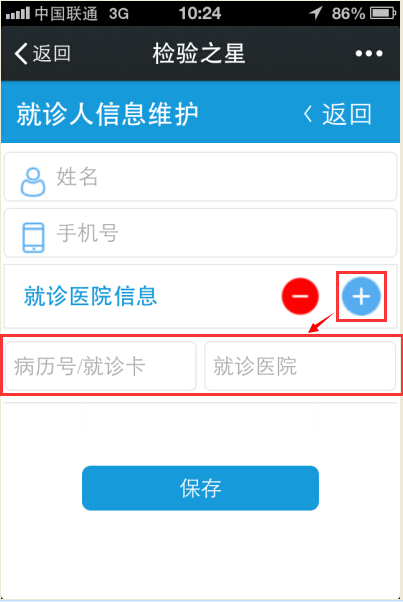 中国联通 3G 10:24 86%
返回 检验之星
就诊人信息维护 返回
姓名
手机号
就诊医院信息
病历号/就诊卡 就诊医院
保存